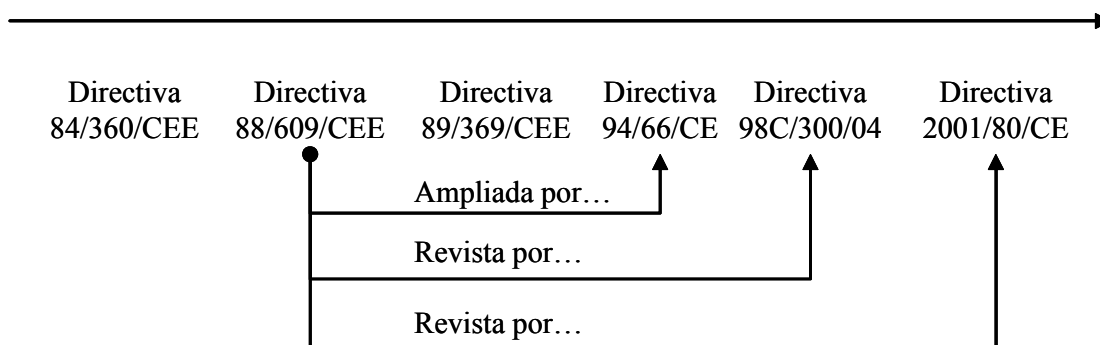 Directiva
84/360/CEE
Directiva
88/609/CEE
Directiva
89/369/CEE
Directiva
94/66/CE
Directiva
98C/300/04
Directiva
2001/80/CE
Ampliada por…
Revista por…
Revista por…